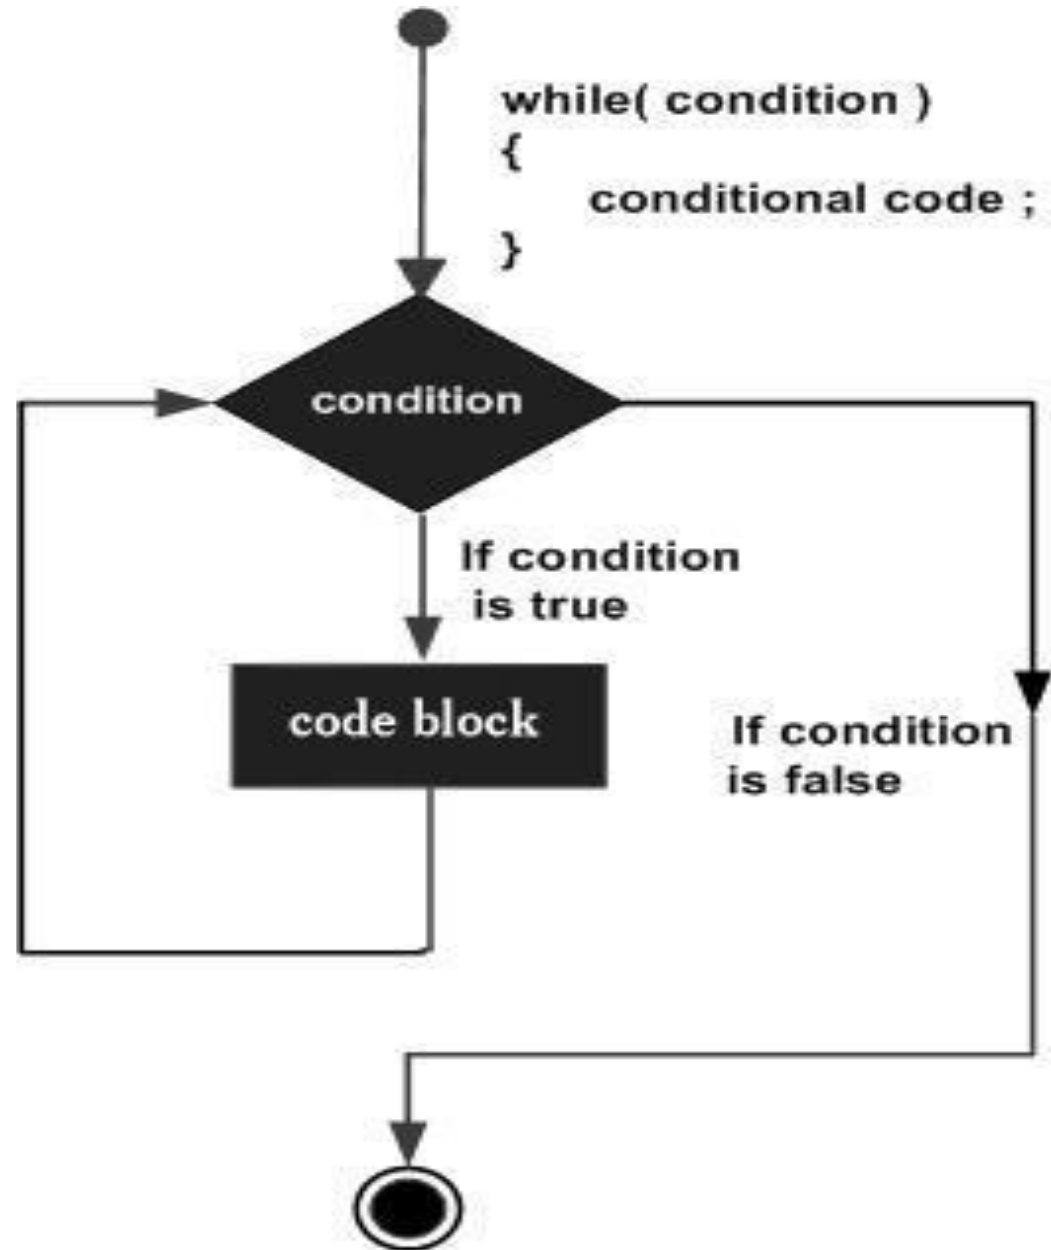 while( condition )
{
conditional code ;
}
condition
If condition
is true
code block
If condition
is false